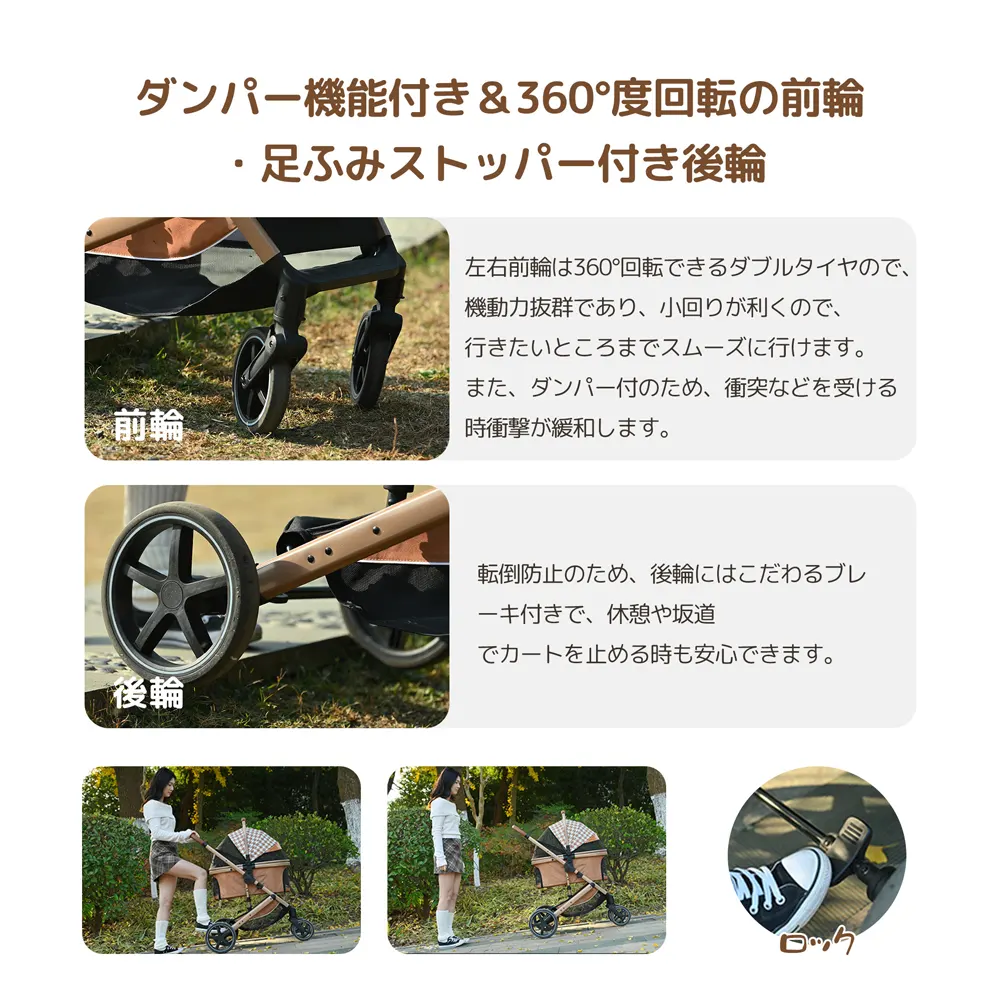 ダンパー機能付き＆360°度回転の前輪
・足ふみストッパー付き後輪
左右前輪は360°回転できるダブルタイヤので、
機動力抜群であり、小回りが利くので、
行きたいところまでスムーズに行けます。
また、ダンパー付のため、衝突などを受ける
時衝撃が緩和します。
前輪
転倒防止のため、後輪にはこだわるブレ
ーキ付きで、休憩や坂道
でカートを止める時も安心できます。
後輪
ロック